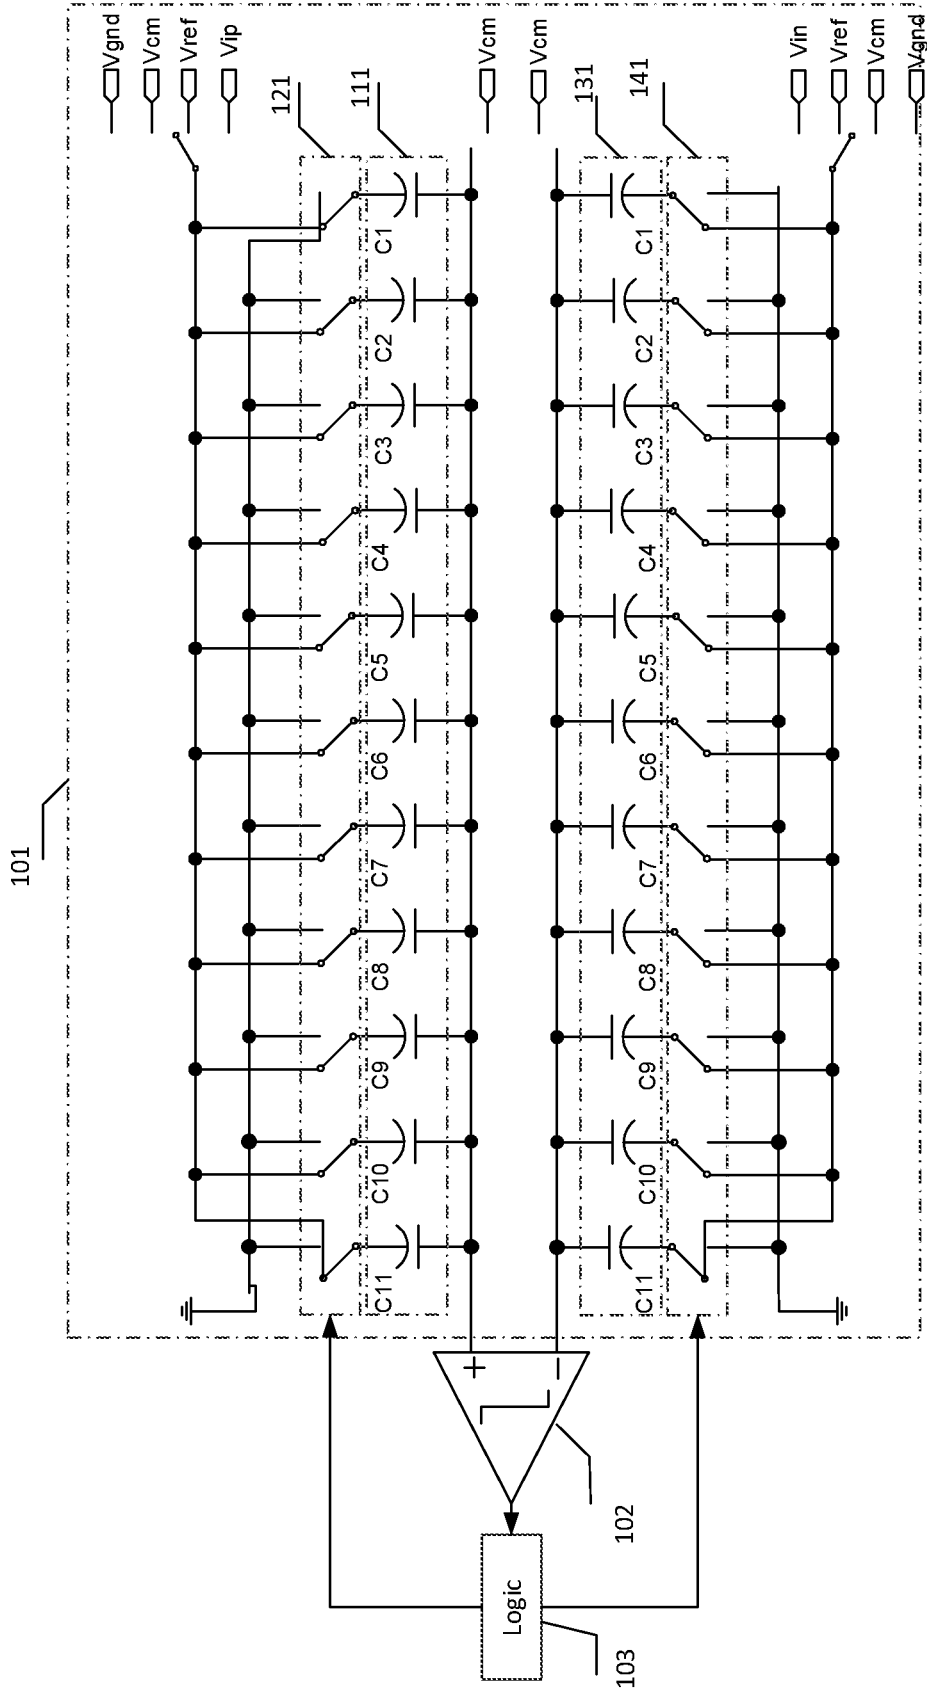 101
Vgnd
Vcm
Vref
Vip
121
111
Vcm
Vcm
131
141
Vin
Vref
Vcm
Vgnd
C1
C2
C3
C4
C5
C6
C7
C8
C9
C10
C11
C1
C2
C3
C4
C5
C6
C7
C8
C9
C10
C11
+
−
102
Logic
103